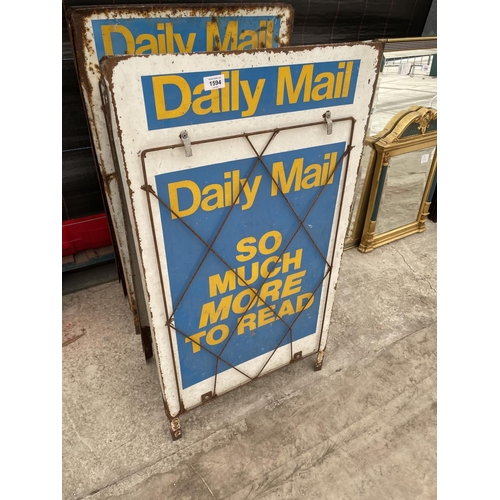 Daily Mail
Daily Mail
1594
Daily Mail
SO
MUCH
MORE
TO READ